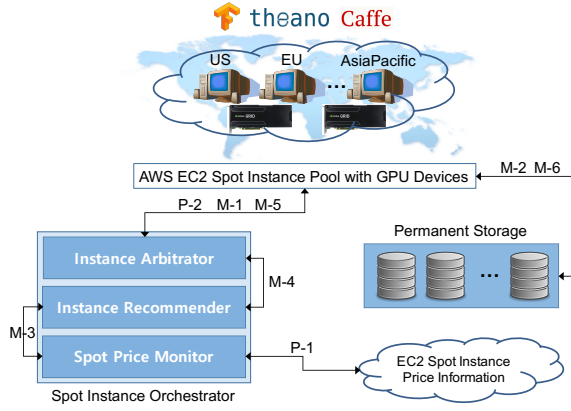 theano Caffe
US EU AsiaPacific
...
GRID GRID
AWS EC2 Spot Instance Pool with GPU Devices
M-2 M-6
P-2 M-1 M-5
Permanent Storage
...
Instance Arbitrator
M-4
Instance Recommender
M-3
Spot Price Monitor
P-1
EC2 Spot Instance
Price Information
Spot Instance Orchestrator